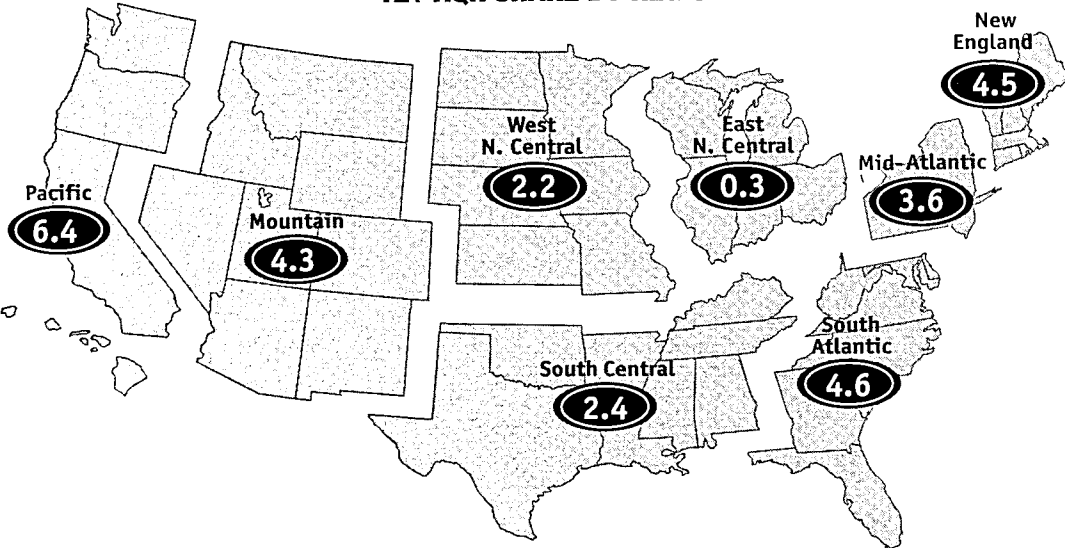 New
England
4.5
West
N. Central
2.2
East
N. Central
0.3
Mid-Atlantic
3.6
Pacific
6.4
Mountain
4.3
South
Atlantic
4.6
South Central
2.4